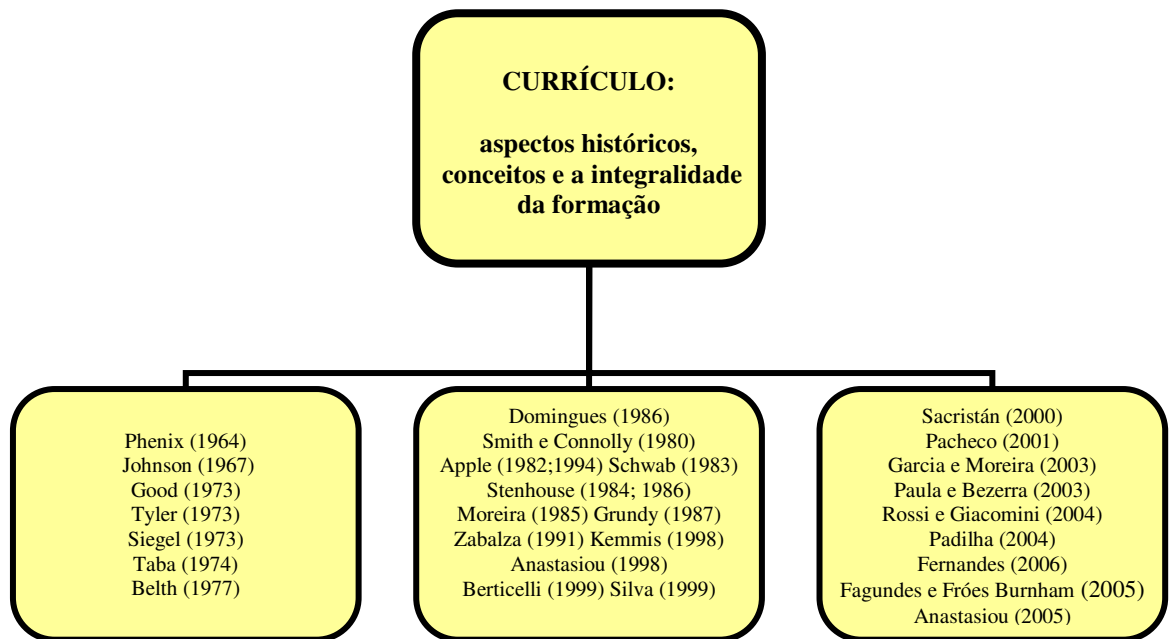 CURRÍCULO:
aspectos históricos,
conceitos e a integralidade
da formação
Phenix (1964)
Johnson (1967)
Good (1973)
Tyler (1973)
Siegel (1973)
Taba (1974)
Belth (1977)
Domingues (1986)
Smith e Connolly (1980)
Apple (1982;1994) Schwab (1983)
Stenhouse (1984; 1986)
Moreira (1985) Grundy (1987)
Zabalza (1991) Kemmis (1998)
Anastasiou (1998)
Berticelli (1999) Silva (1999)
Sacristán (2000)
Pacheco (2001)
Garcia e Moreira (2003)
Paula e Bezerra (2003)
Rossi e Giacomini (2004)
Padilha (2004)
Fernandes (2006)
Fagundes e Fróes Burnham (2005)
Anastasiou (2005)